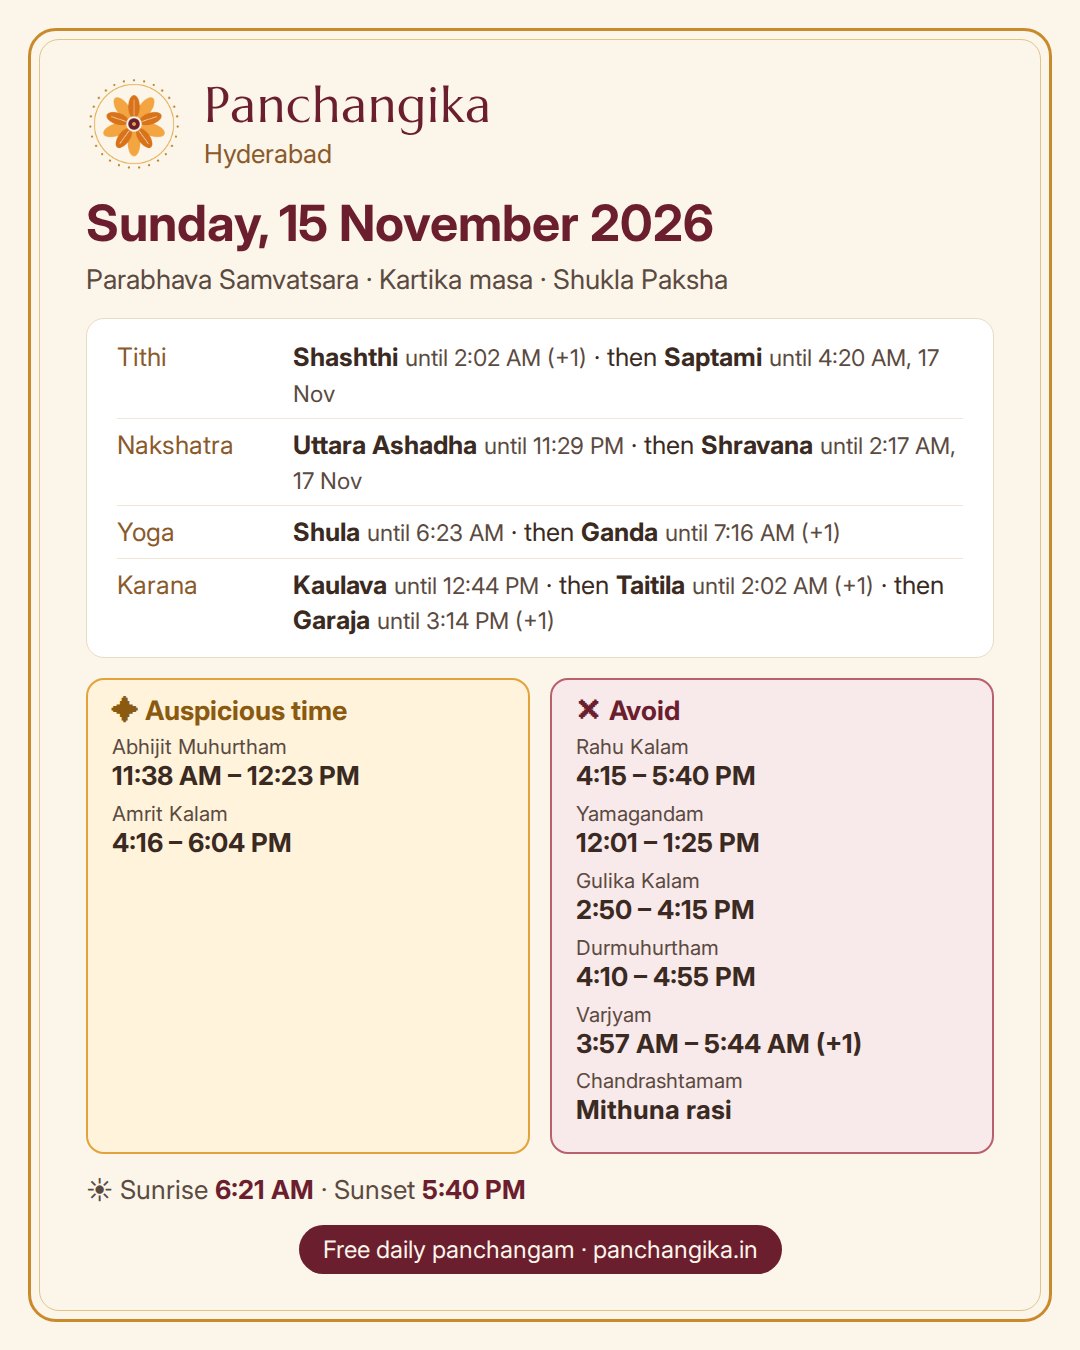 Panchangika
Hyderabad
Sunday, 15 November 2026
Parabhava Samvatsara · Kartika masa · Shukla Paksha
Tithi
Shashthi until 2:02 AM (+1) · then Saptami until 4:20 AM, 17
Nov
Nakshatra
Uttara Ashadha until 11:29 PM · then Shravana until 2:17 AM,
17 Nov
Yoga
Shula until 6:23 AM · then Ganda until 7:16 AM (+1)
Karana
Kaulava until 12:44 PM · then Taitila until 2:02 AM (+1) · then
Garaja until 3:14 PM (+1)
Auspicious time
Abhijit Muhurtham
11:38 AM – 12:23 PM
Amrit Kalam
4:16 – 6:04 PM
Avoid
Rahu Kalam
4:15 – 5:40 PM
Yamagandam
12:01 – 1:25 PM
Gulika Kalam
2:50 – 4:15 PM
Durmuhurtham
4:10 – 4:55 PM
Varjyam
3:57 AM – 5:44 AM (+1)
Chandrashtamam
Mithuna rasi
Sunrise 6:21 AM · Sunset 5:40 PM
Free daily panchangam · panchangika.in